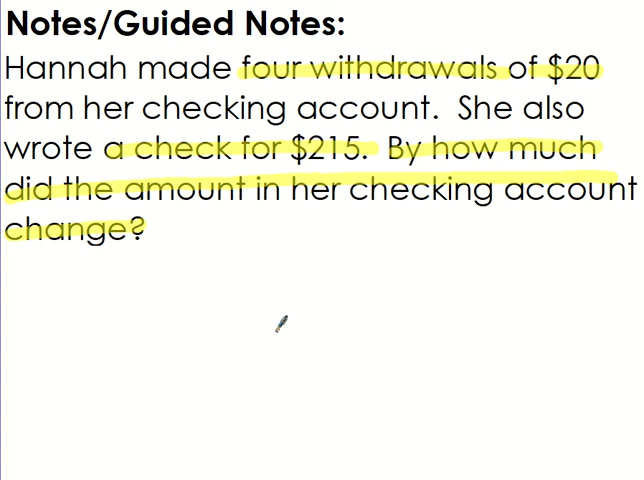 Notes/Guided Notes:
Hannah made four withdrawals of $20
from her checking account.  She also
wrote a check for $215.  By how much
did the amount in her checking account
change?